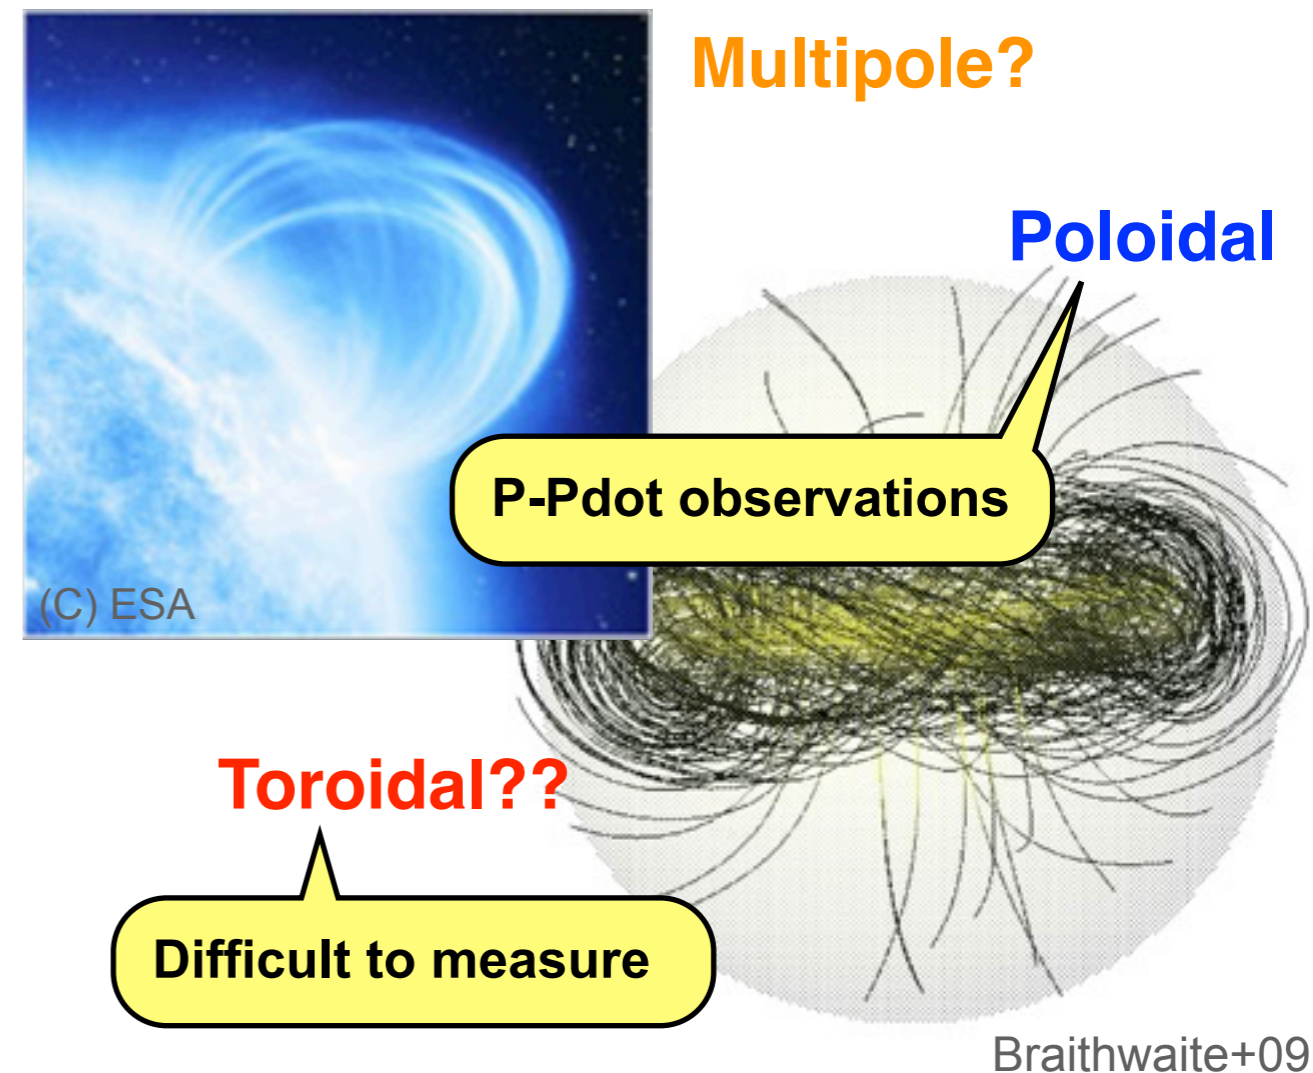 Multipole?
Poloidal
P-Pdot observations
(C) ESA
Toroidal??
Difficult to measure
Braithwaite+09